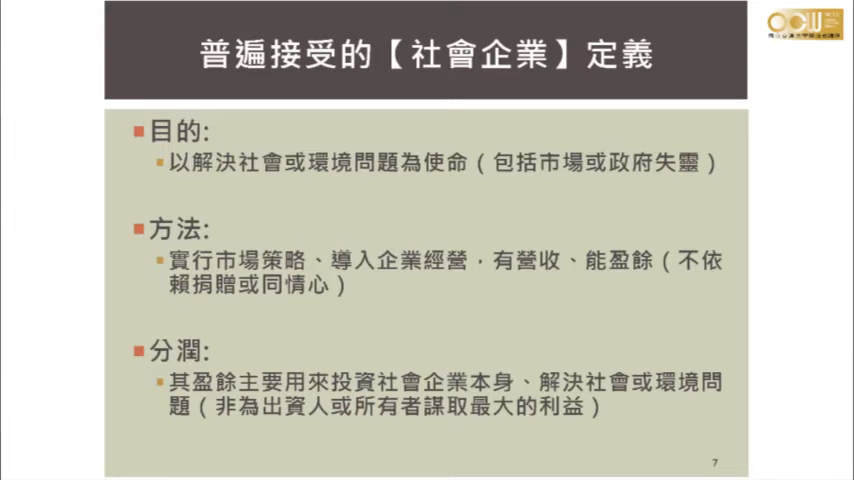 OCW
普遍接受的【社會企業】定義
目的:
以解決社會或環境問題為使命（包括市場或政府失靈）
方法:
實行市場策略、導入企業經營，有營收、能盈餘（不依
賴捐贈或同情心）
分潤:
其盈餘主要用來投資社會企業本身、解決社會或環境問
題（非為出資人或所有者謀取最大的利益）
7